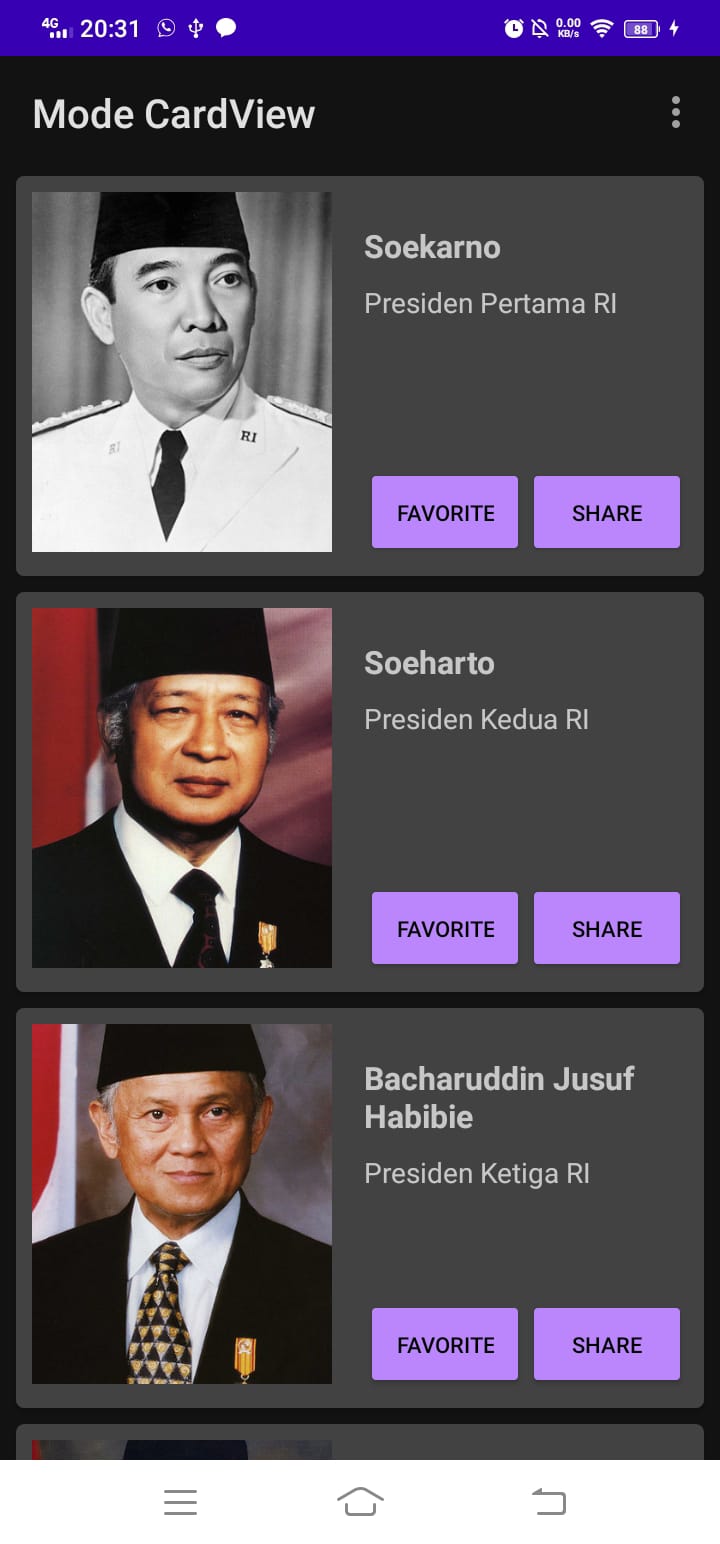 4G 20:31 0.00 KB/s 88
Mode CardView
Soekarno
Presiden Pertama RI
RI RI
FAVORITE SHARE
Soeharto
Presiden Kedua RI
FAVORITE SHARE
Bacharuddin Jusuf
Habibie
Presiden Ketiga RI
FAVORITE SHARE